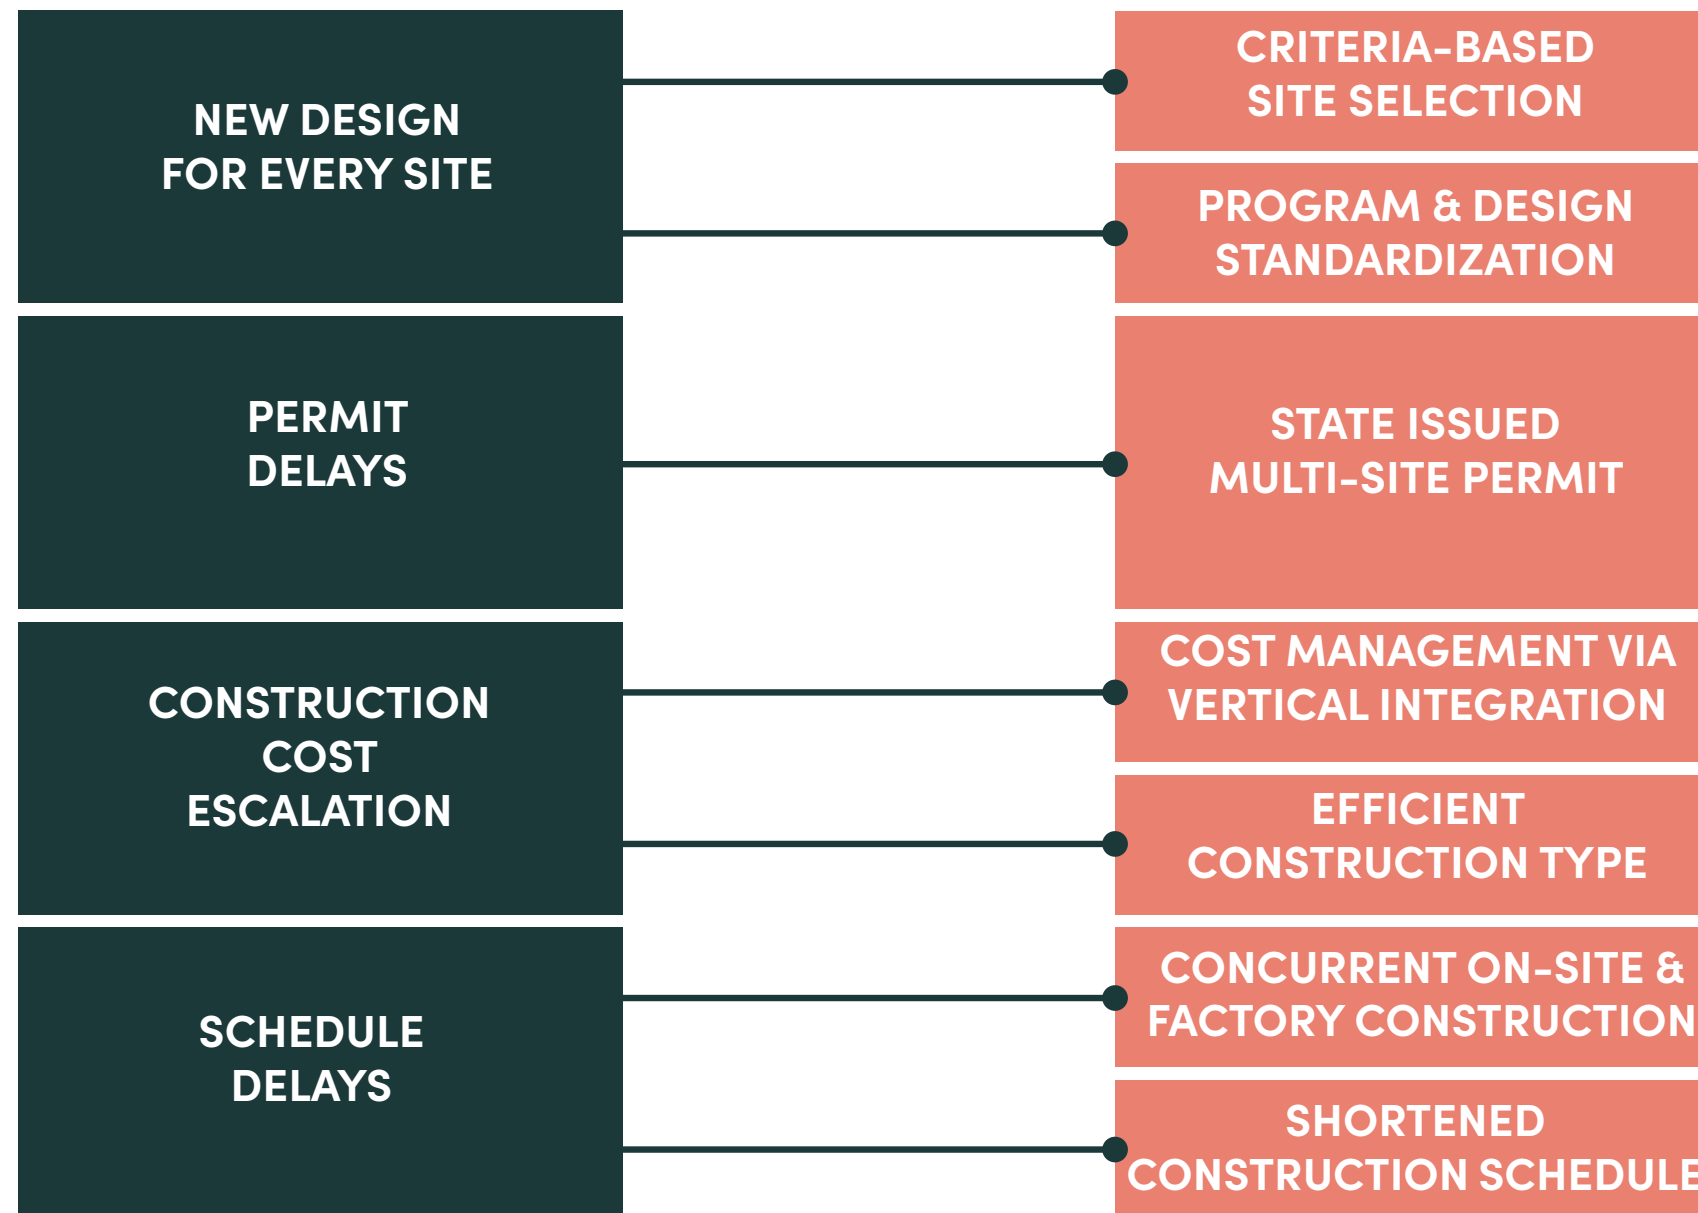 NEW DESIGN
FOR EVERY SITE
CRITERIA-BASED
SITE SELECTION
PROGRAM & DESIGN
STANDARDIZATION
PERMIT
DELAYS
STATE ISSUED
MULTI-SITE PERMIT
CONSTRUCTION
COST
ESCALATION
COST MANAGEMENT VIA
VERTICAL INTEGRATION
EFFICIENT
CONSTRUCTION TYPE
SCHEDULE
DELAYS
CONCURRENT ON-SITE &
FACTORY CONSTRUCTION
SHORTENED
CONSTRUCTION SCHEDULE